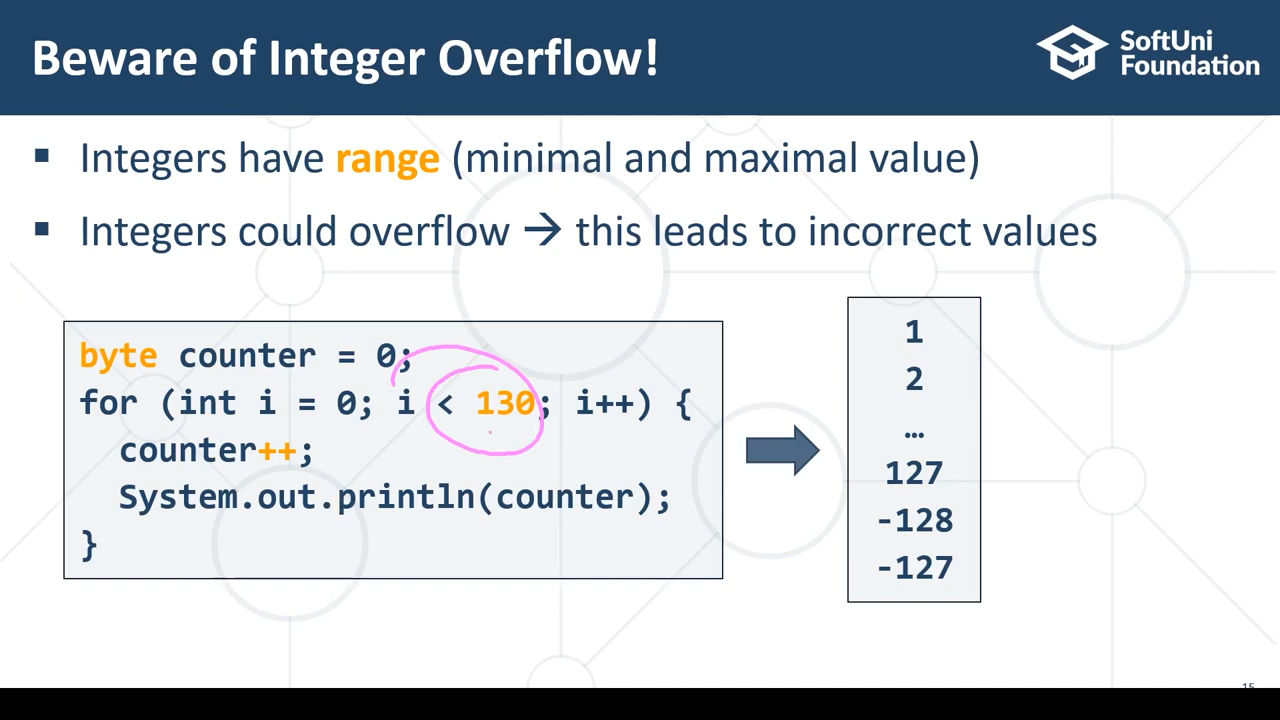 Beware of Integer Overflow!
SoftUni
Foundation
▪ Integers have range (minimal and maximal value)
▪ Integers could overflow → this leads to incorrect values
byte counter = 0;
for (int i = 0; i < 130; i++) {
  counter++;
  System.out.println(counter);
}
1
2
…
127
-128
-127
15